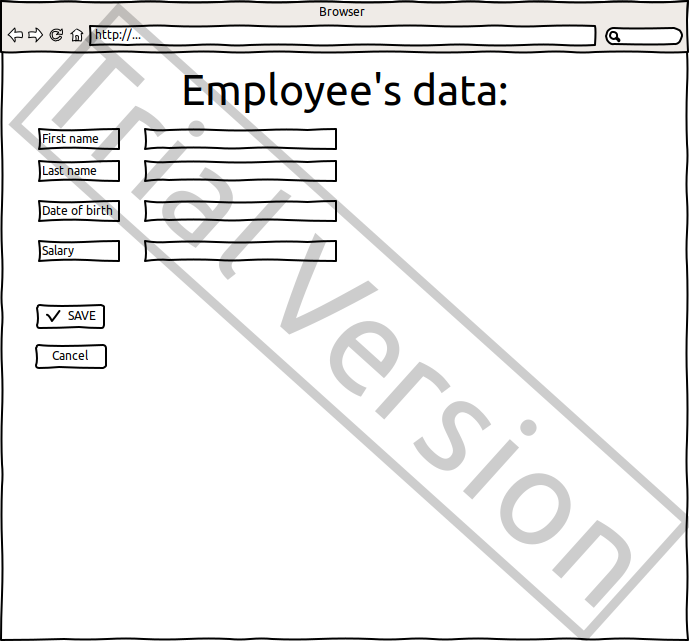 Browser
http://...
Employee's data:
First name
Last name
Date of birth
Salary
SAVE
Cancel
Trial Version